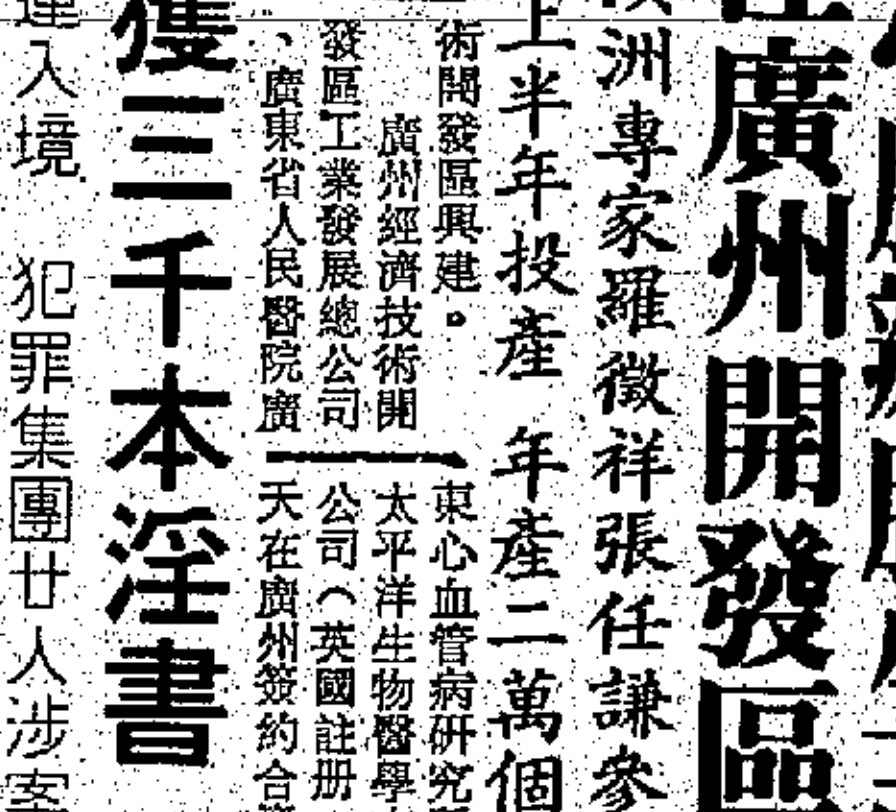 廣州開發區
洲專家羅徵祥張任謙參
上半年投產 年產二萬個
術開發區興建。
廣州經濟技術開
發區工業發展總公司
、廣東省人民醫院廣
東心血管病研究
太平洋生物醫學
公司（英國註册
天在廣州簽約合
獲三千本淫書
運入境 犯罪集團廿人涉案